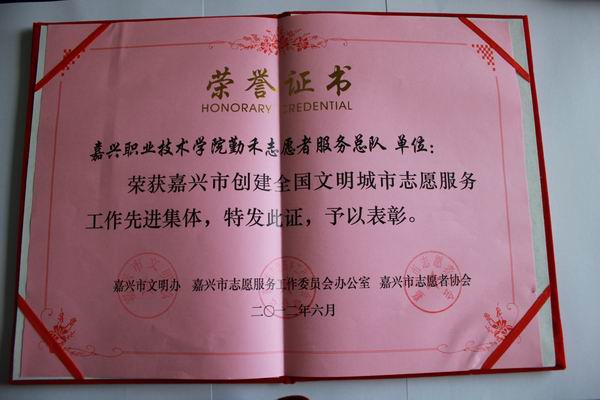 荣誉证书
HONORARY CREDENTIAL
嘉兴职业技术学院勤禾志愿者服务总队 单位：
荣获嘉兴市创建全国文明城市志愿服务
工作先进集体，特发此证，予以表彰。
嘉兴市文明办 嘉兴市志愿服务工作委员会办公室 嘉兴市志愿者协会
二〇一二年六月